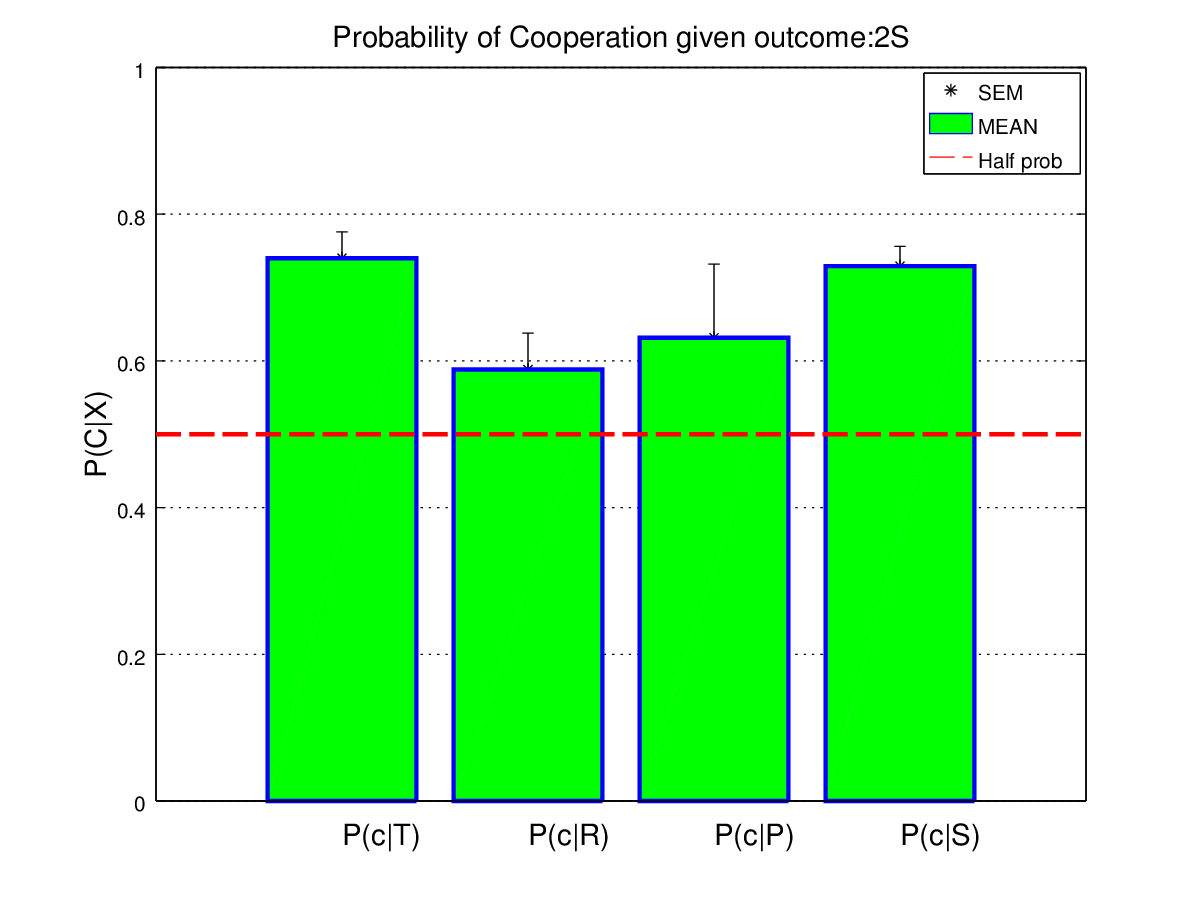 Probability of Cooperation given outcome:2S
1
SEM
MEAN
Half prob
0.8
0.6
P(C|X)
0.4
0.2
0
P(c|T) P(c|R) P(c|P) P(c|S)